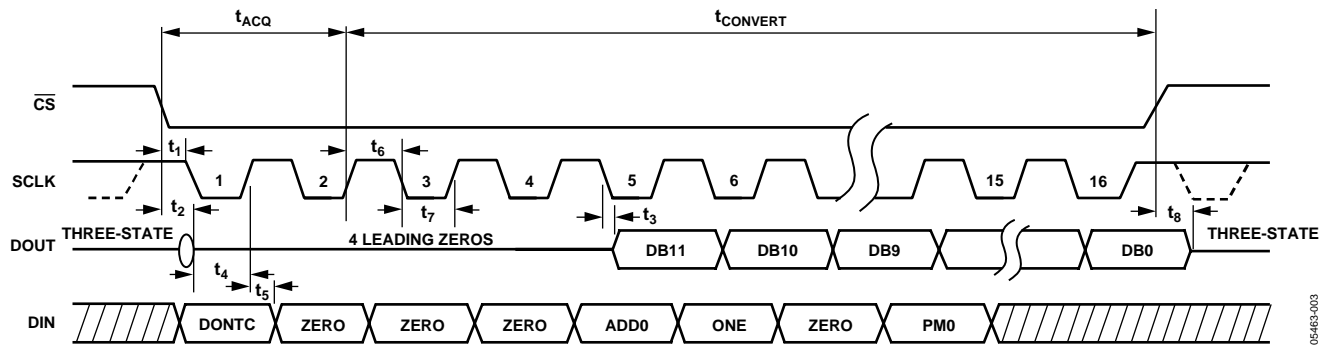 tACQ tCONVERT
CS
t1 t6
SCLK 1 2 3 4 5 6 15 16
t2 t7 t3 t8
DOUT THREE-STATE 4 LEADING ZEROS DB11 DB10 DB9 DB0 THREE-STATE
t4 t5
DIN DONTC ZERO ZERO ZERO ADD0 ONE ZERO PM0
05463-003